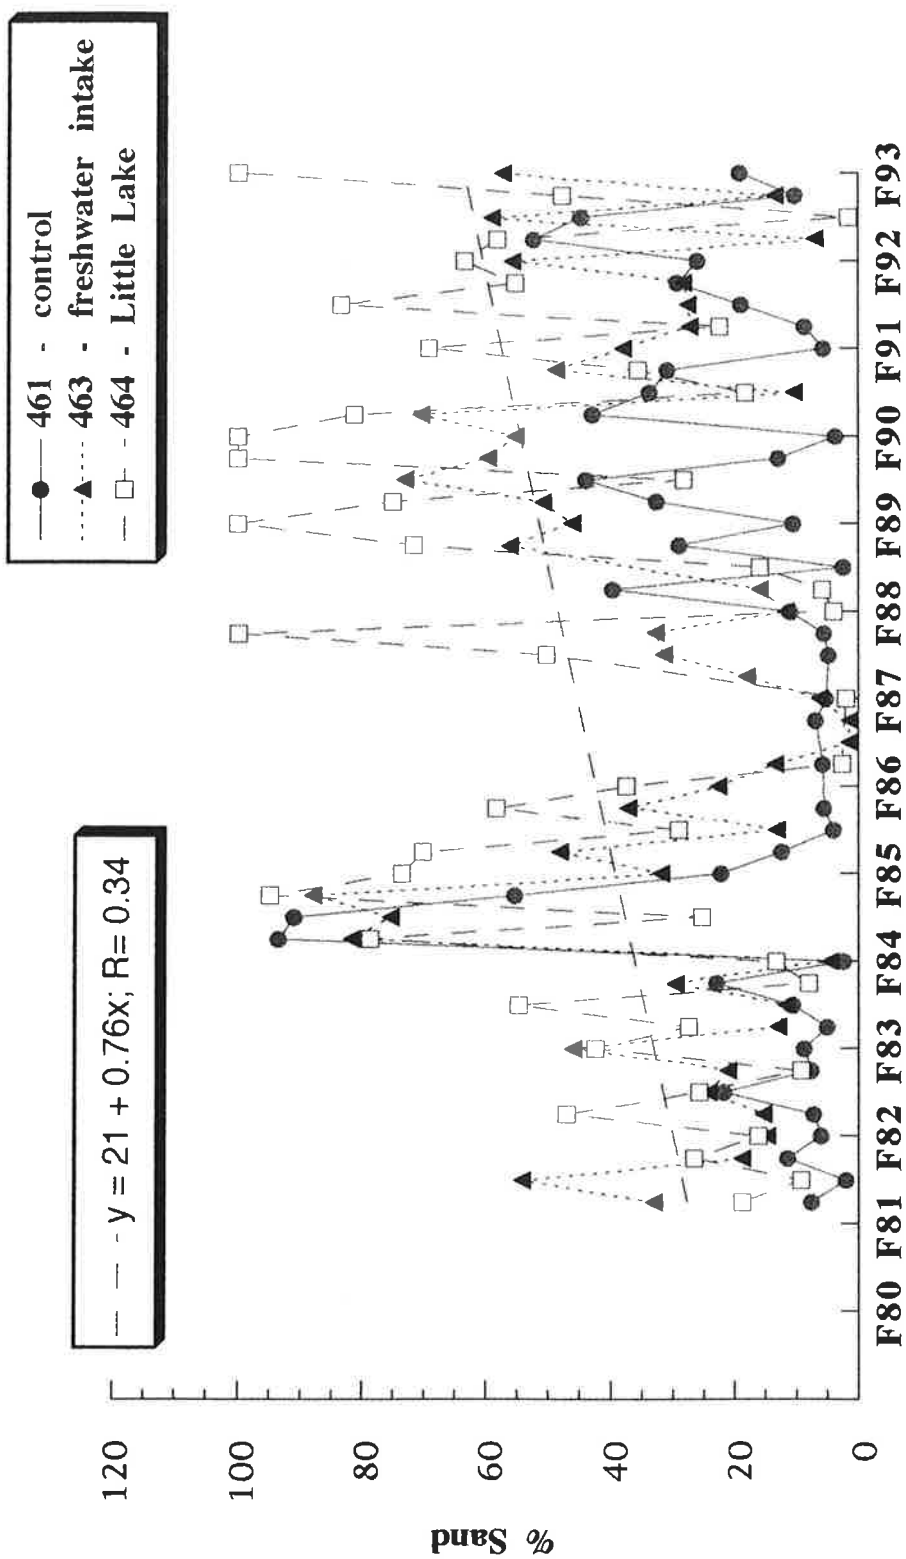 461 - control
463 - freshwater intake
464 - Little Lake
y = 21 + 0.76x; R= 0.34
% Sand
120
100
80
60
40
20
0
F80 F81 F82 F83 F84 F85 F86 F87 F88 F89 F90 F91 F92 F93